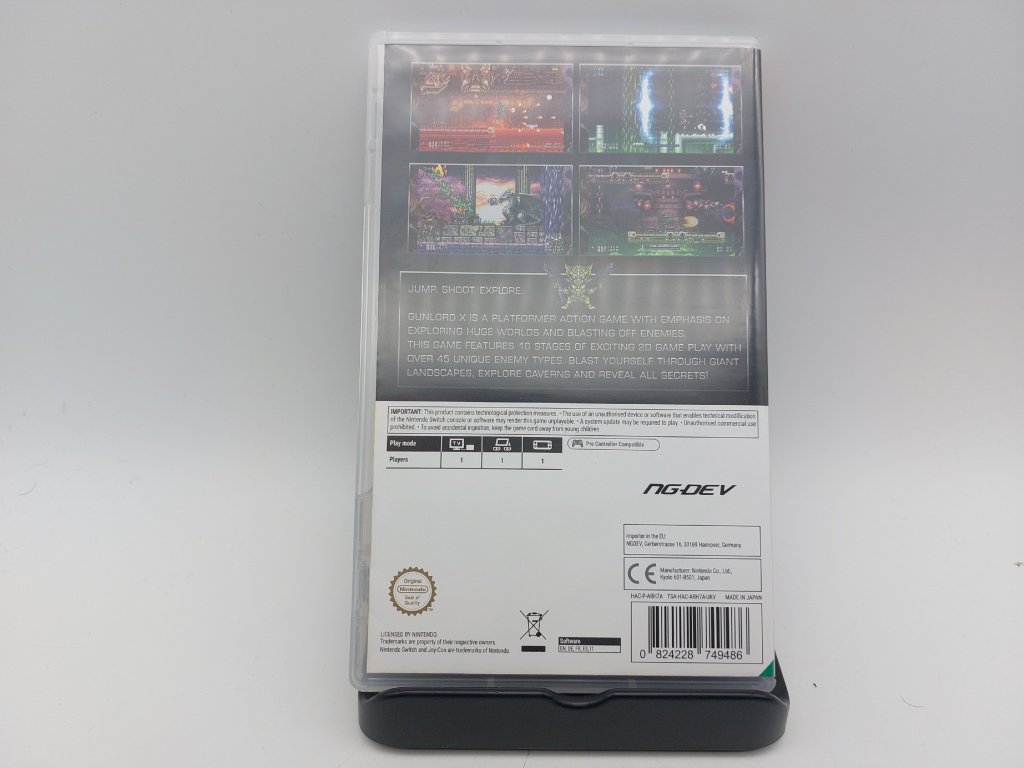 JUMP. SHOOT. EXPLORE.
GUNLORD X IS A PLATFORMER ACTION GAME WITH EMPHASIS ON
EXPLORING HUGE WORLDS AND BLASTING OFF ENEMIES.
THIS GAME FEATURES 10 STAGES OF EXCITING 2D GAME PLAY WITH
OVER 45 UNIQUE ENEMY TYPES. BLAST YOURSELF THROUGH GIANT
LANDSCAPES, EXPLORE CAVERNS AND REVEAL ALL SECRETS!
IMPORTANT: This product contains technological protection measures. • The use of an unauthorised device or software that enables technical modification
of the Nintendo Switch console or software may render this game unplayable. • A system update may be required to play. • Unauthorised commercial use
prohibited. • To avoid accidental ingestion, keep the game card away from young children.
Play mode TV
Pro Controller Compatible
Players 1 1 1
NG:DEV
Importer in the EU
NGDEV, Gerberstrasse 16, 30169 Hannover, Germany
CE Manufacturer: Nintendo Co., Ltd.,
Kyoto 601-8501, Japan
Original
Nintendo
Seal of
Quality
HAC-P-ARH7A TSA-HAC-ARH7A-UKV MADE IN JAPAN
LICENSED BY NINTENDO.
Trademarks are property of their respective owners.
Nintendo Switch and Joy-Con are trademarks of Nintendo.
Software
EN, DE, FR, ES, IT
0 824228 749486